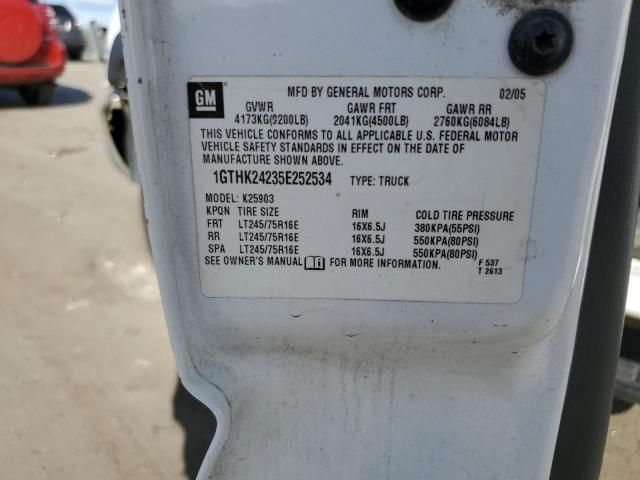 GM
MFD BY GENERAL MOTORS CORP. 02/05
GVWR GAWR FRT GAWR RR
4173KG(9200LB) 2041KG(4500LB) 2760KG(6084LB)
THIS VEHICLE CONFORMS TO ALL APPLICABLE U.S. FEDERAL MOTOR
VEHICLE SAFETY STANDARDS IN EFFECT ON THE DATE OF
MANUFACTURE SHOWN ABOVE.
1GTHK24235E252534 TYPE: TRUCK
MODEL: K25903
KPQN TIRE SIZE RIM COLD TIRE PRESSURE
FRT LT245/75R16E 16X6.5J 380KPA(55PSI)
RR LT245/75R16E 16X6.5J 550KPA(80PSI)
SPA LT245/75R16E 16X6.5J 550KPA(80PSI)
SEE OWNER'S MANUAL FOR MORE INFORMATION.
F 537
T 2613